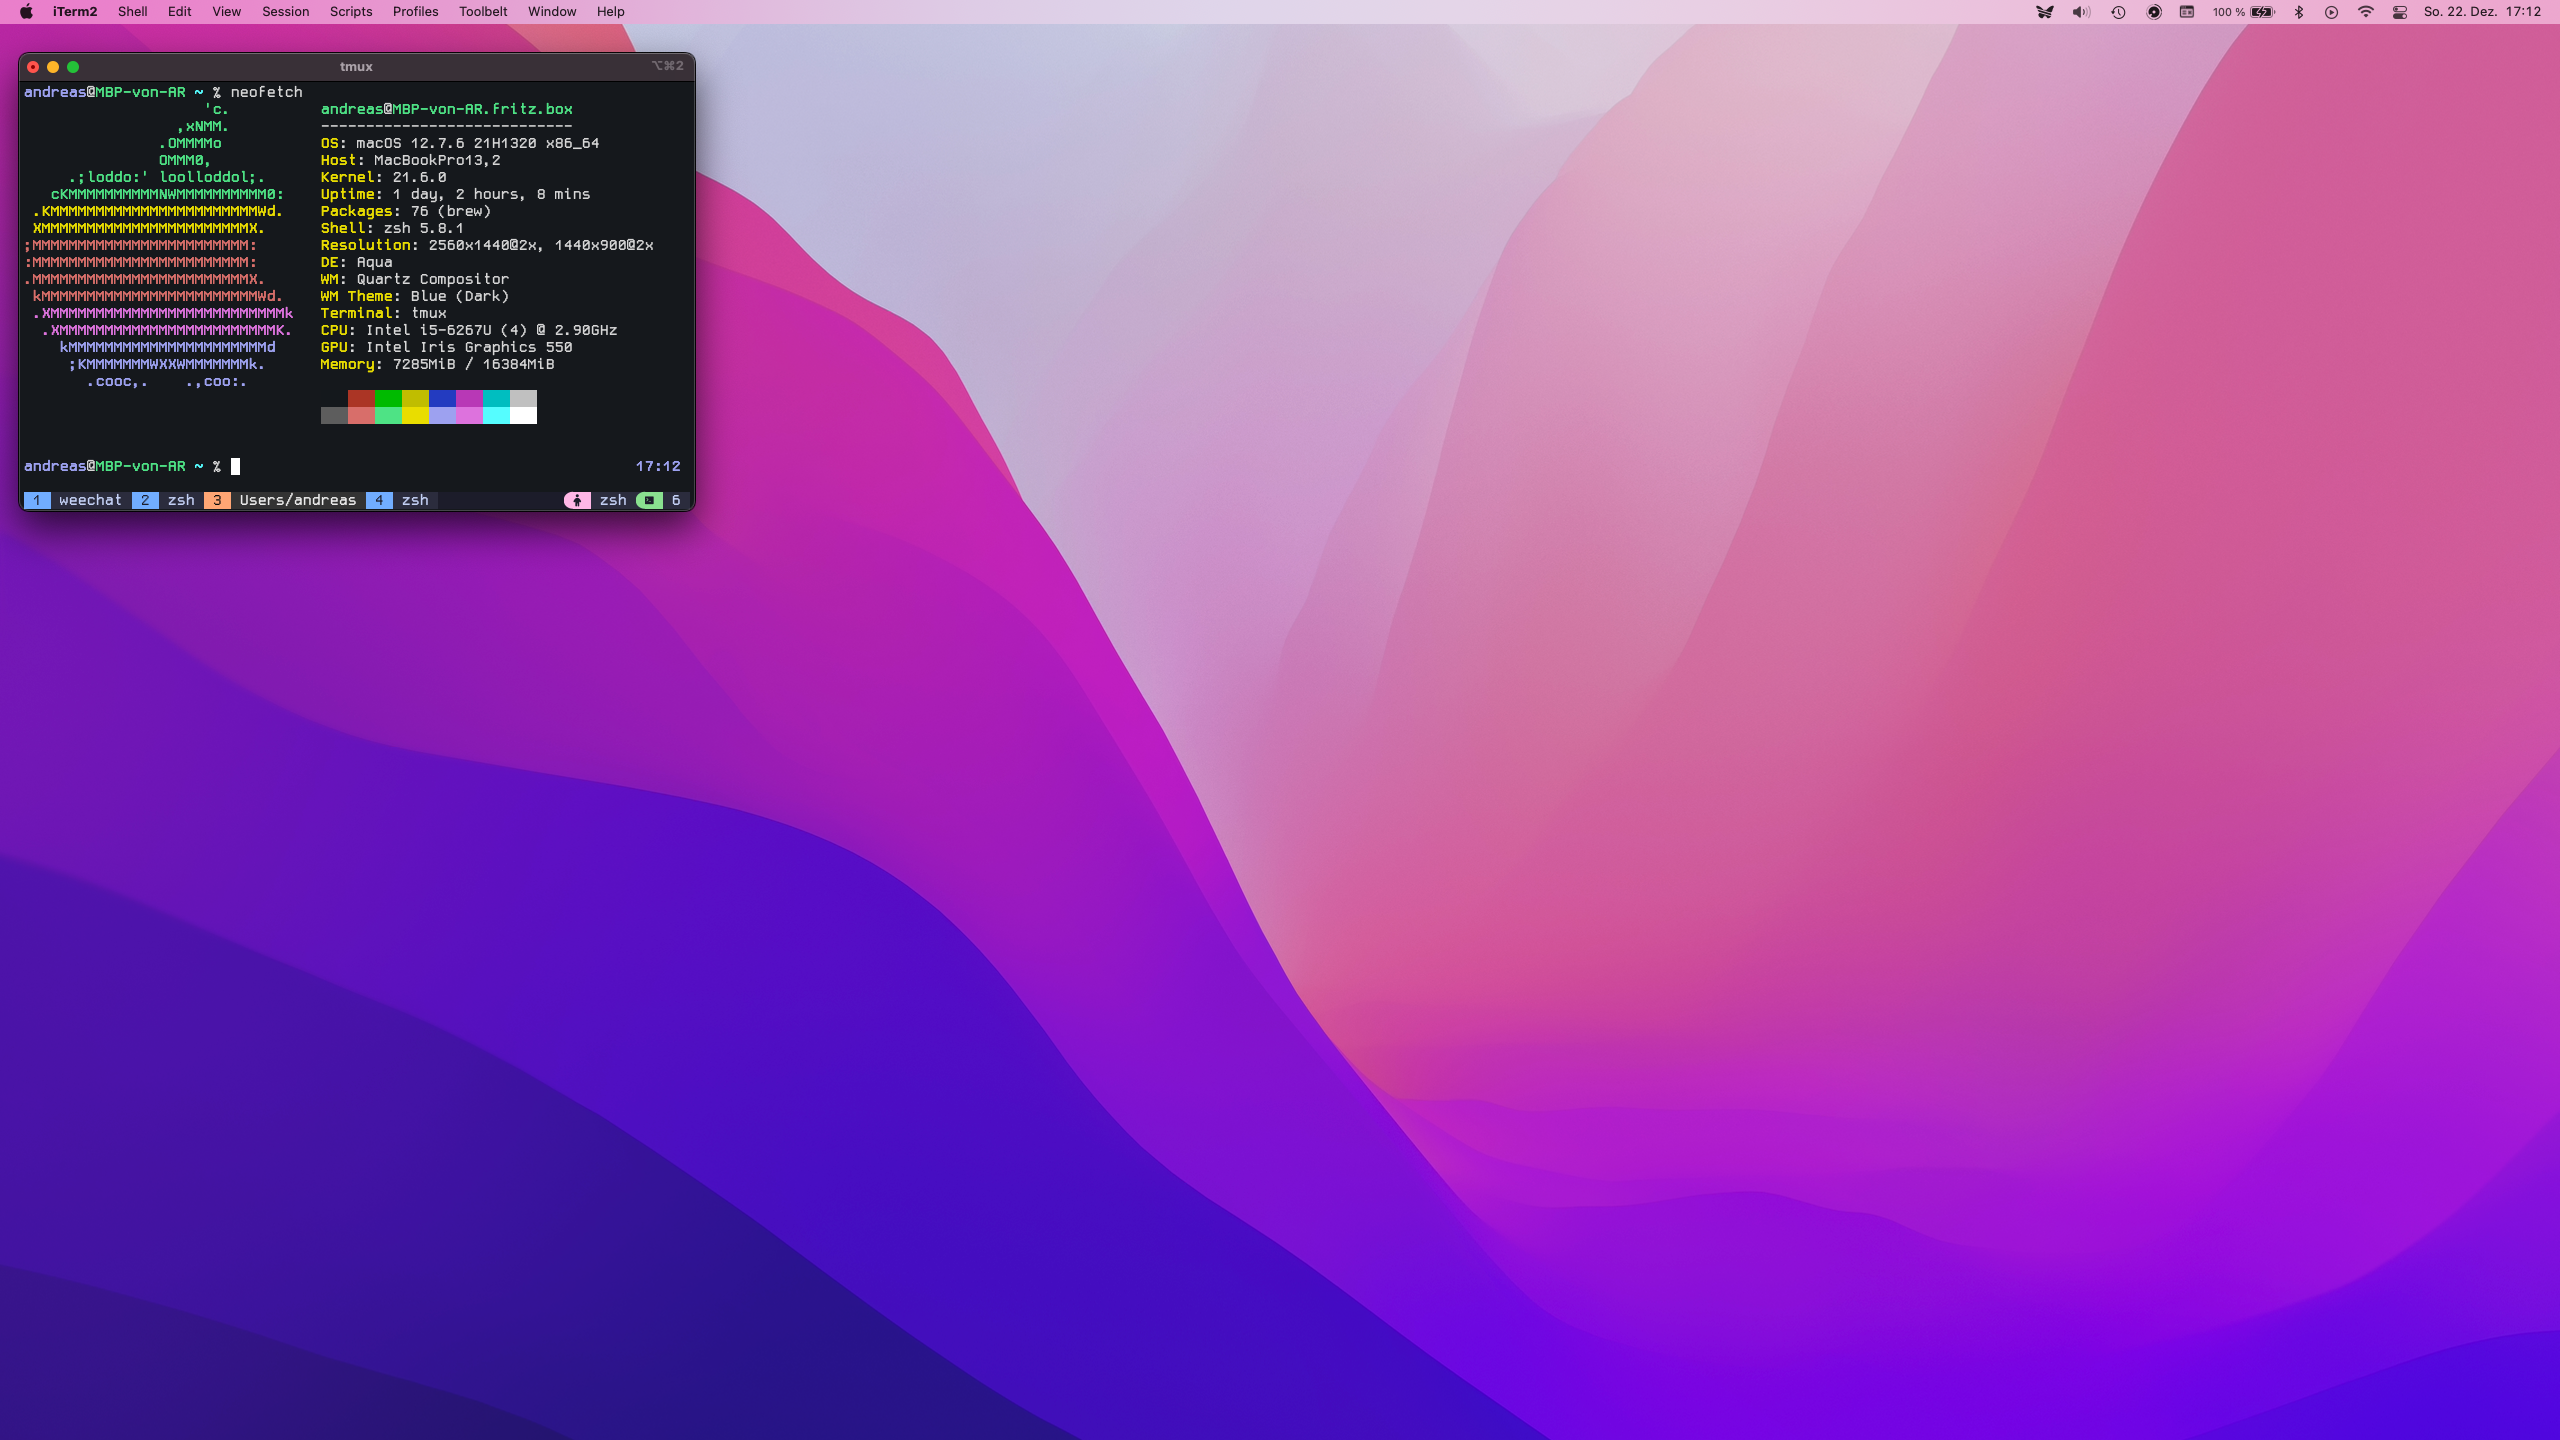 iTerm2 Shell Edit View Session Scripts Profiles Toolbelt Window Help 100 % So. 22. Dez. 17:12
tmux ⌥⌘2
andreas@MBP-von-AR ~ % neofetch
'c. andreas@MBP-von-AR.fritz.box
,xNMM. ----------------------------
.OMMMMo OS: macOS 12.7.6 21H1320 x86_64
OMMM0, Host: MacBookPro13,2
.;loddo:' loolloddol;. Kernel: 21.6.0
cKMMMMMMMMMMNWMMMMMMMMMM0: Uptime: 1 day, 2 hours, 8 mins
.KMMMMMMMMMMMMMMMMMMMMMMMWd. Packages: 76 (brew)
XMMMMMMMMMMMMMMMMMMMMMMMX. Shell: zsh 5.8.1
;MMMMMMMMMMMMMMMMMMMMMMMM: Resolution: 2560x1440@2x, 1440x900@2x
:MMMMMMMMMMMMMMMMMMMMMMMM: DE: Aqua
.MMMMMMMMMMMMMMMMMMMMMMMMX. WM: Quartz Compositor
kMMMMMMMMMMMMMMMMMMMMMMMMWd. WM Theme: Blue (Dark)
.XMMMMMMMMMMMMMMMMMMMMMMMMMMk Terminal: tmux
.XMMMMMMMMMMMMMMMMMMMMMMMMK. CPU: Intel i5-6267U (4) @ 2.90GHz
kMMMMMMMMMMMMMMMMMMMMMMd GPU: Intel Iris Graphics 550
;KMMMMMMMWXXWMMMMMMMk. Memory: 7285MiB / 16384MiB
.cooc,. .,coo:.
andreas@MBP-von-AR ~ % 17:12
1 weechat 2 zsh 3 Users/andreas 4 zsh zsh 6